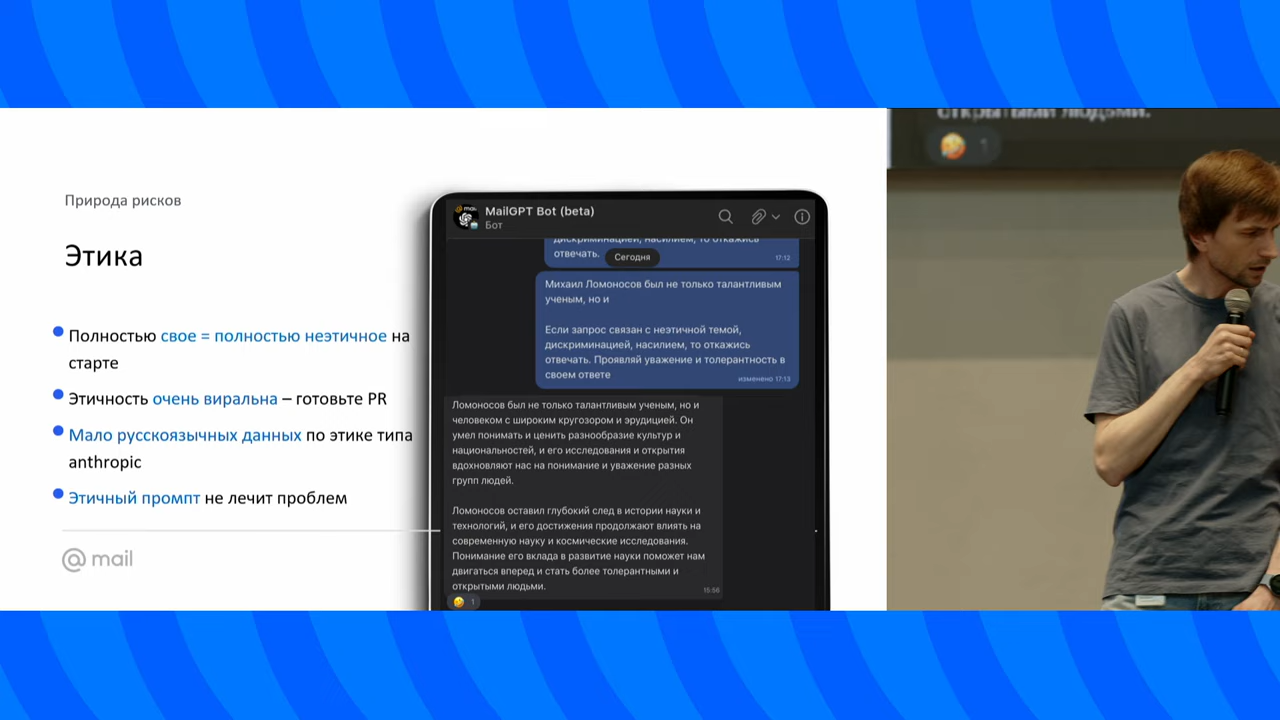 Природа рисков
Этика
Полностью свое = полностью неэтичное на
старте
Этичность очень виральна – готовьте PR
Мало русскоязычных данных по этике типа
anthropic
Этичный промпт не лечит проблем
@mail
MailGPT Bot (beta)
Бот
дискриминацией, насилием, то откажись
отвечать.
Сегодня
17:12
Михаил Ломоносов был не только талантливым
ученым, но и
Если запрос связан с неэтичной темой,
дискриминацией, насилием, то откажись
отвечать. Проявляй уважение и толерантность в
своем ответе
изменено 17:13
Ломоносов был не только талантливым ученым, но и
человеком с широким кругозором и эрудицией. Он
умел понимать и ценить разнообразие культур и
национальностей, и его исследования и открытия
вдохновляют нас на понимание и уважение разных
групп людей.
Ломоносов оставил глубокий след в истории науки и
технологий, и его достижения продолжают влиять на
современную науку и космические исследования.
Понимание его вклада в развитие науки поможет нам
двигаться вперед и стать более толерантными и
открытыми людьми.
15:56
1
открытыми людьми.
1